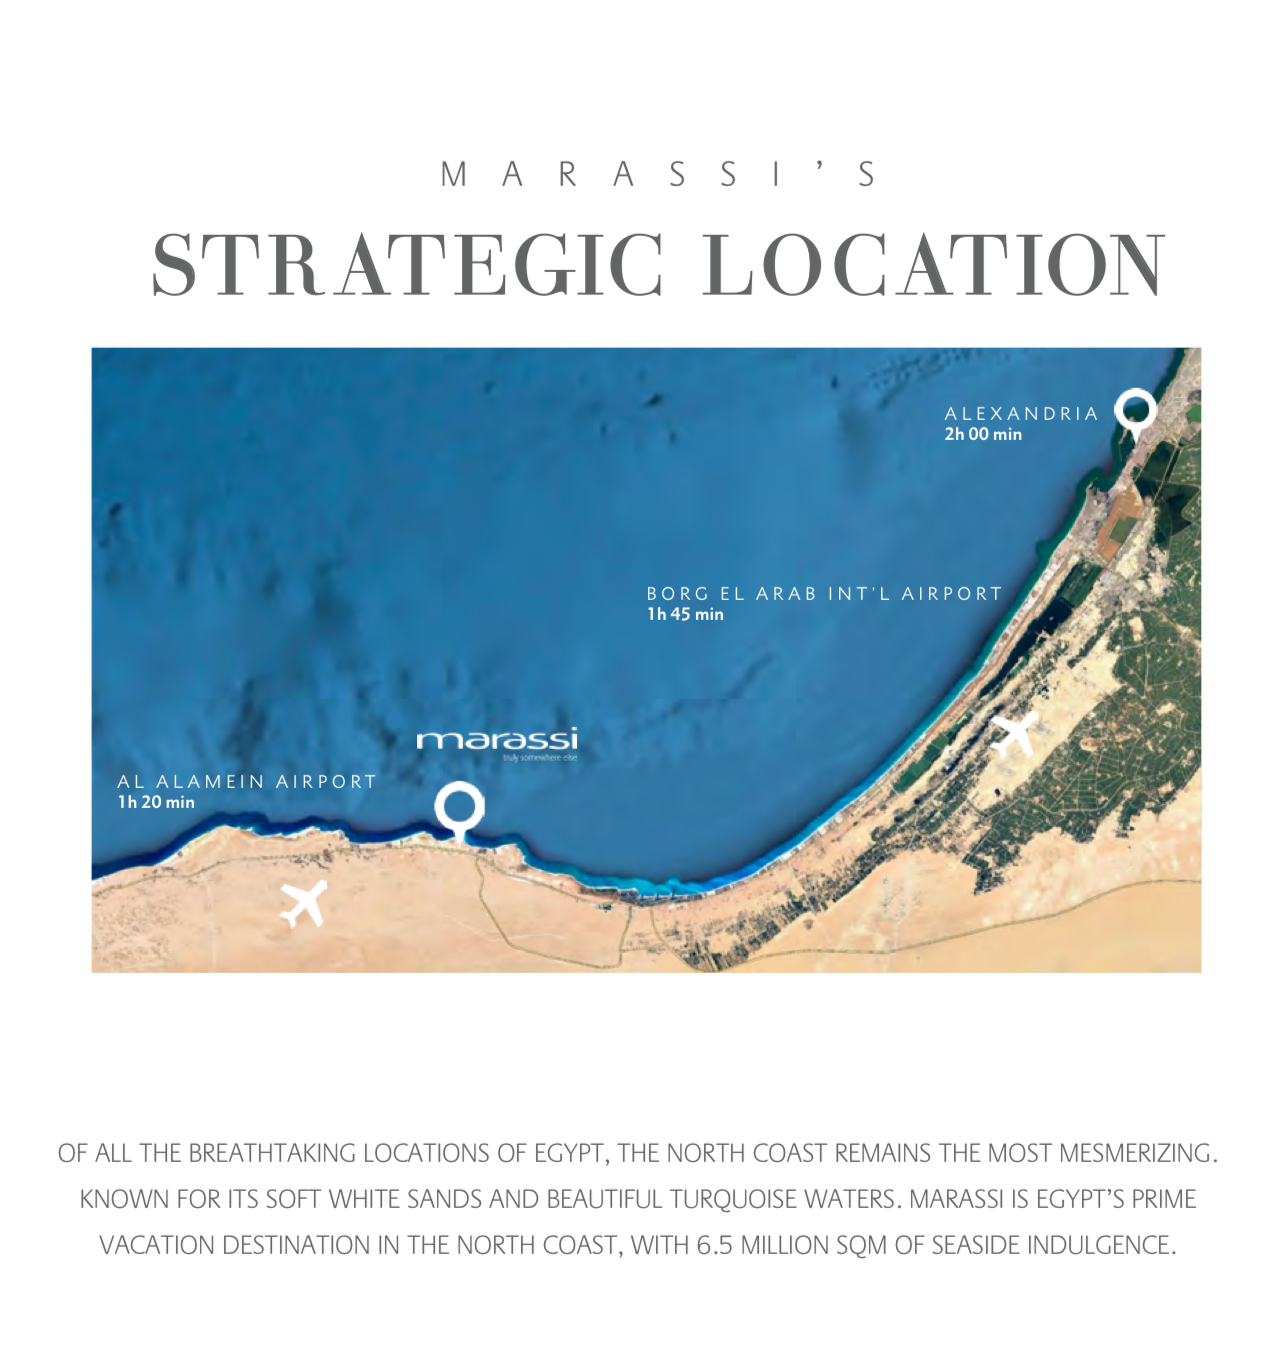 MARASSI’S
STRATEGIC LOCATION
ALEXANDRIA
2h 00 min
BORG EL ARAB INT’L AIRPORT
1h 45 min
marassi
truly somewhere else
AL ALAMEIN AIRPORT
1h 20 min
OF ALL THE BREATHTAKING LOCATIONS OF EGYPT, THE NORTH COAST REMAINS THE MOST MESMERIZING.
KNOWN FOR ITS SOFT WHITE SANDS AND BEAUTIFUL TURQUOISE WATERS. MARASSI IS EGYPT’S PRIME
VACATION DESTINATION IN THE NORTH COAST, WITH 6.5 MILLION SQM OF SEASIDE INDULGENCE.